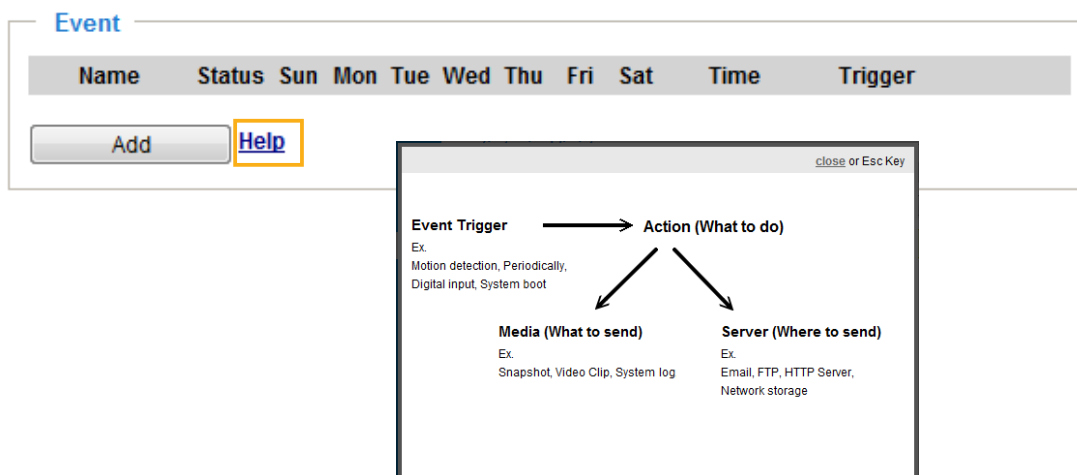 Event
Name Status Sun Mon Tue Wed Thu Fri Sat Time Trigger
Add Help
close or Esc Key
Event Trigger
Ex.
Motion detection, Periodically,
Digital input, System boot
Action (What to do)
Media (What to send)
Ex.
Snapshot, Video Clip, System log
Server (Where to send)
Ex.
Email, FTP, HTTP Server,
Network storage